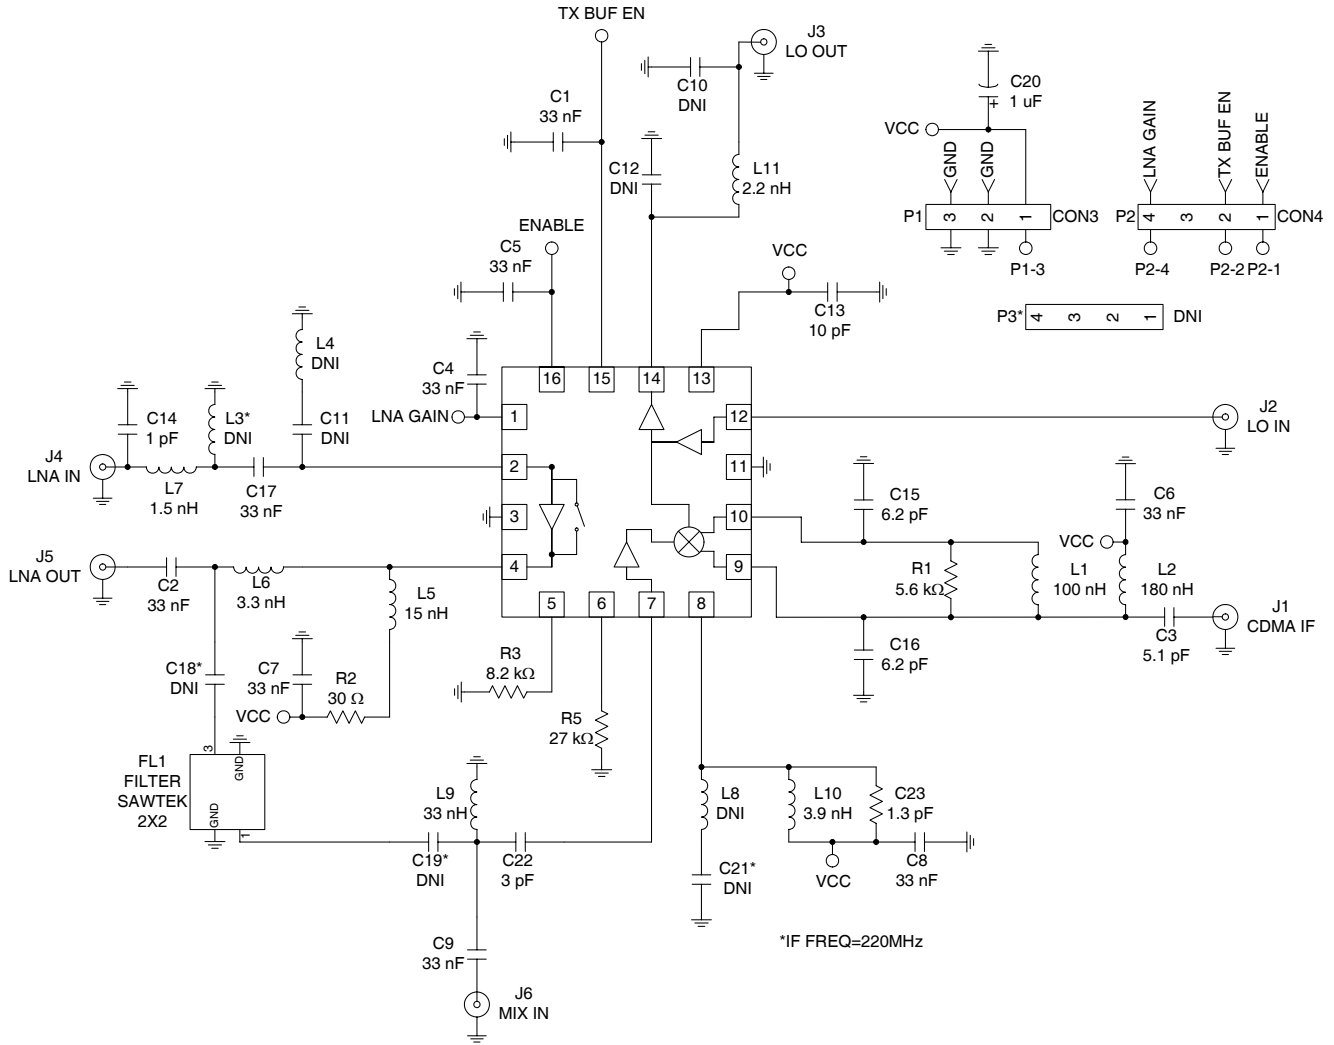 TX BUF EN
J3
LO OUT
C10
DNI
C1
33 nF
C12
DNI
L11
2.2 nH
C20
1 uF
+
VCC
GND
GND
P1
3
2
1
CON3
P1-3
LNA GAIN
TX BUF EN
ENABLE
P2
4
3
2
1
CON4
P2-4
P2-2
P2-1
P3*
4
3
2
1
DNI
ENABLE
C5
33 nF
VCC
C13
10 pF
L4
DNI
C4
33 nF
LNA GAIN
16
15
14
13
1
12
J2
LO IN
C14
1 pF
L3*
DNI
C11
DNI
J4
LNA IN
L7
1.5 nH
C17
33 nF
2
11
3
10
C15
6.2 pF
C6
33 nF
VCC
J5
LNA OUT
C2
33 nF
L6
3.3 nH
L5
15 nH
4
9
R1
5.6 kΩ
L1
100 nH
L2
180 nH
5
6
7
8
J1
CDMA IF
C3
5.1 pF
C16
6.2 pF
C18*
DNI
C7
33 nF
VCC
R2
30 Ω
R3
8.2 kΩ
R5
27 kΩ
FL1
FILTER
SAWTEK
2X2
3
GND
GND
1
L9
33 nH
C19*
DNI
C22
3 pF
L8
DNI
L10
3.9 nH
C23
1.3 pF
C21*
DNI
VCC
C8
33 nF
*IF FREQ=220MHz
C9
33 nF
J6
MIX IN